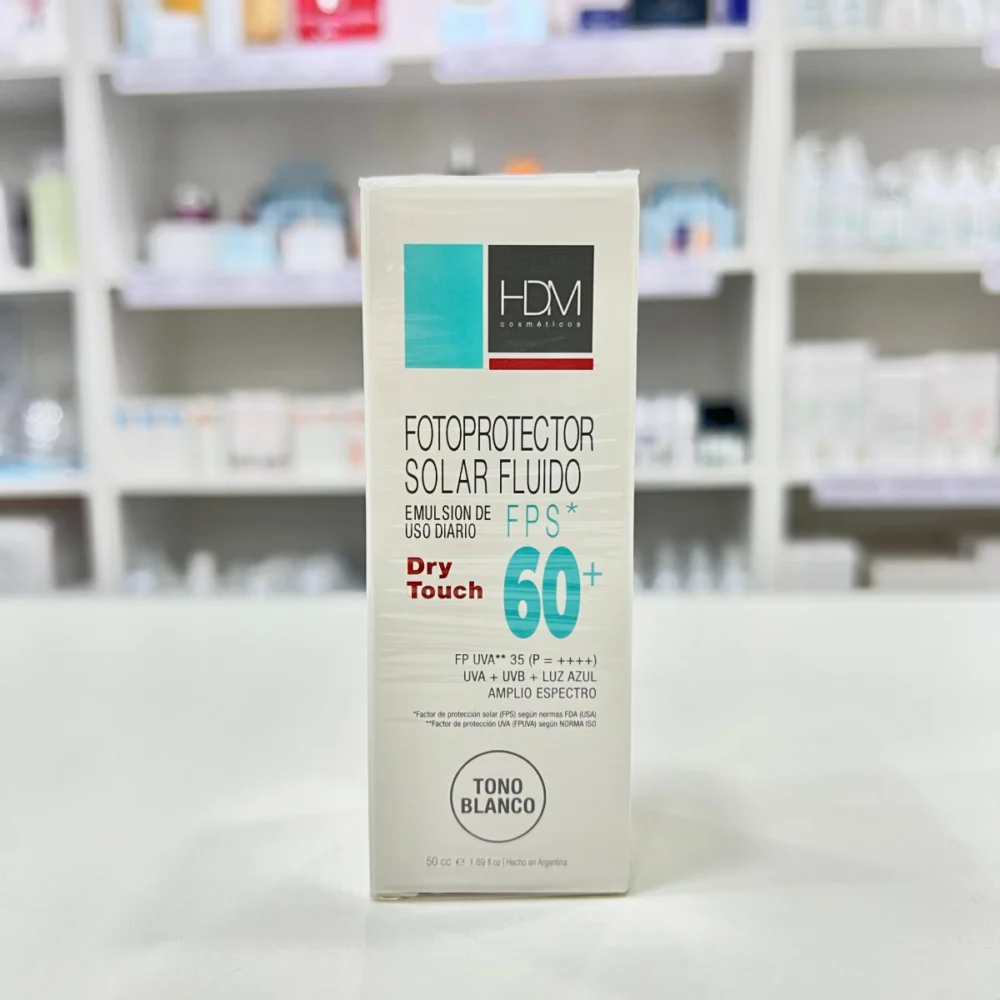 HDM
cosméticos
FOTOPROTECTOR
SOLAR FLUIDO
EMULSION DE
USO DIARIO
FPS*
Dry
Touch
60+
FP UVA** 35 (P = ++++)
UVA + UVB + LUZ AZUL
AMPLIO ESPECTRO
*Factor de protección solar (FPS) según normas FDA (USA)
**Factor de protección UVA (FPUVA) según NORMA ISO
TONO
BLANCO
50 cc ℮ 1.69 fl oz | Hecho en Argentina